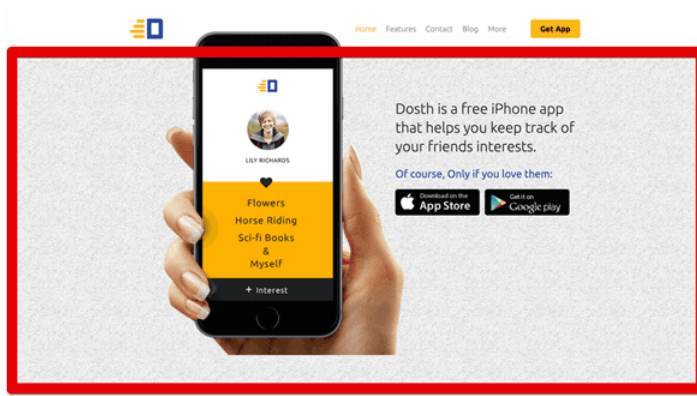 D
Home Features Contact Blog More Get App
D
LILY RICHARDS
Flowers
Horse Riding
Sci-fi Books
&
Myself
+ Interest
Dosth is a free iPhone app
that helps you keep track of
your friends interests.
Of course, Only if you love them:
Download on the
App Store
Get it on
Google play